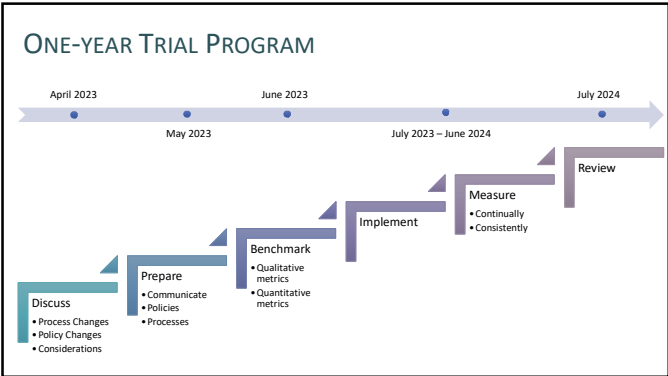 ONE-YEAR TRIAL PROGRAM
April 2023
June 2023
July 2024
May 2023
July 2023 – June 2024
Discuss
• Process Changes
• Policy Changes
• Considerations
Prepare
• Communicate
• Policies
• Processes
Benchmark
• Qualitative
metrics
• Quantitative
metrics
Implement
Measure
• Continually
• Consistently
Review